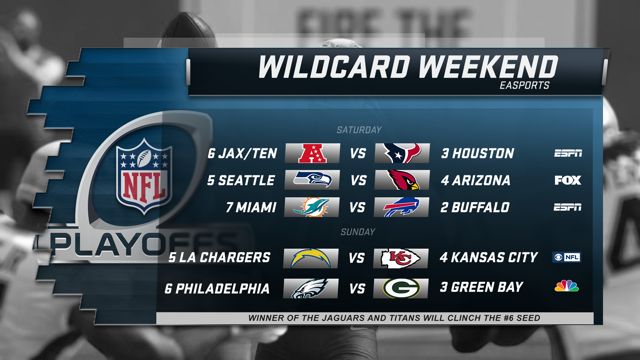 FIRE THE
WILDCARD WEEKEND
EASPORTS
SATURDAY
6 JAX/TEN VS 3 HOUSTON ESPN
5 SEATTLE VS 4 ARIZONA FOX
7 MIAMI VS 2 BUFFALO ESPN
SUNDAY
5 LA CHARGERS VS 4 KANSAS CITY NFL
6 PHILADELPHIA VS 3 GREEN BAY
NFL
PLAYOFFS
WINNER OF THE JAGUARS AND TITANS WILL CLINCH THE #6 SEED